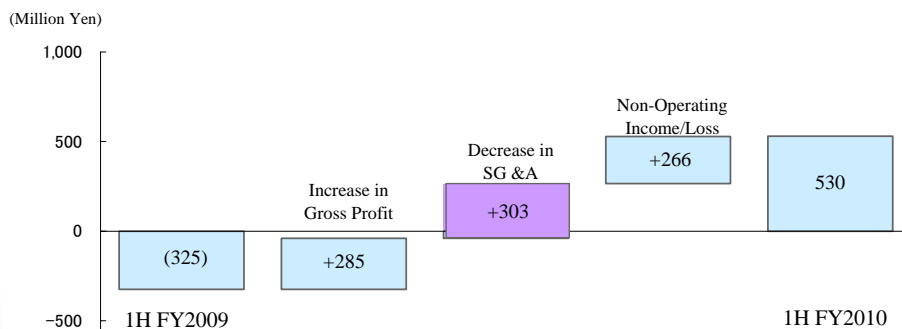 (Million Yen)
1,000
500
0
−500
(325)
1H FY2009
Increase in
Gross Profit
+285
Decrease in
SG &A
+303
Non-Operating
Income/Loss
+266
530
1H FY2010